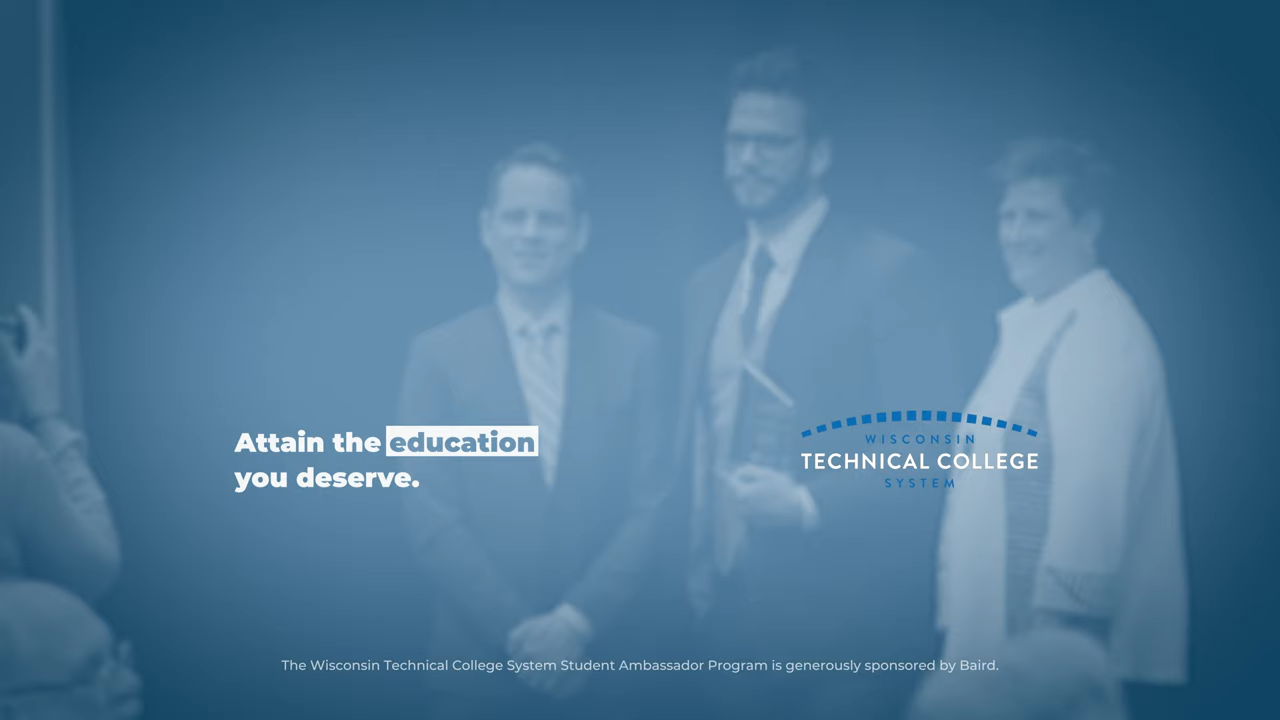 Attain the education
you deserve.
WISCONSIN
TECHNICAL COLLEGE
SYSTEM
The Wisconsin Technical College System Student Ambassador Program is generously sponsored by Baird.